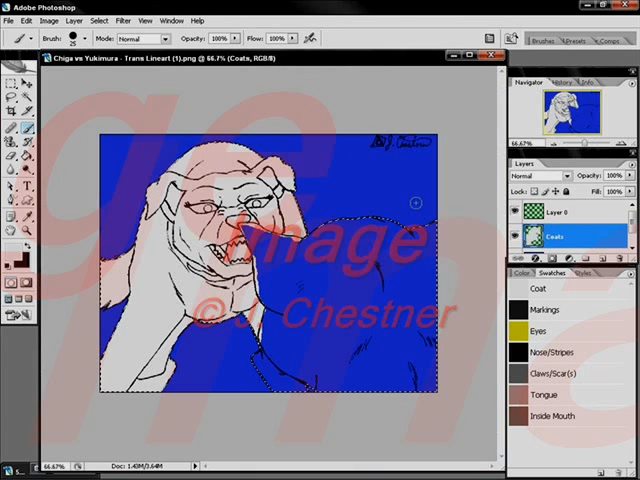 Adobe Photoshop
File Edit Image Layer Select Filter View Window Help
Brush: 25 Mode: Normal Opacity: 100% Flow: 100%
Brushes Presets Comps
Chiga vs Yukimura - Trans Lineart (1).png @ 66.7% (Coats, RGB/8)
Navigator History Info
66.67%
Layers
Normal Opacity: 100%
Lock: Fill: 100%
Layer 0
Coats
Color Swatches Styles
Coat
Markings
Eyes
Nose/Stripes
Claws/Scar(s)
Tongue
Inside Mouth
J. Chestner
Image
© J. Chestner
66.67% Doc: 1.43M/3.64M
S...